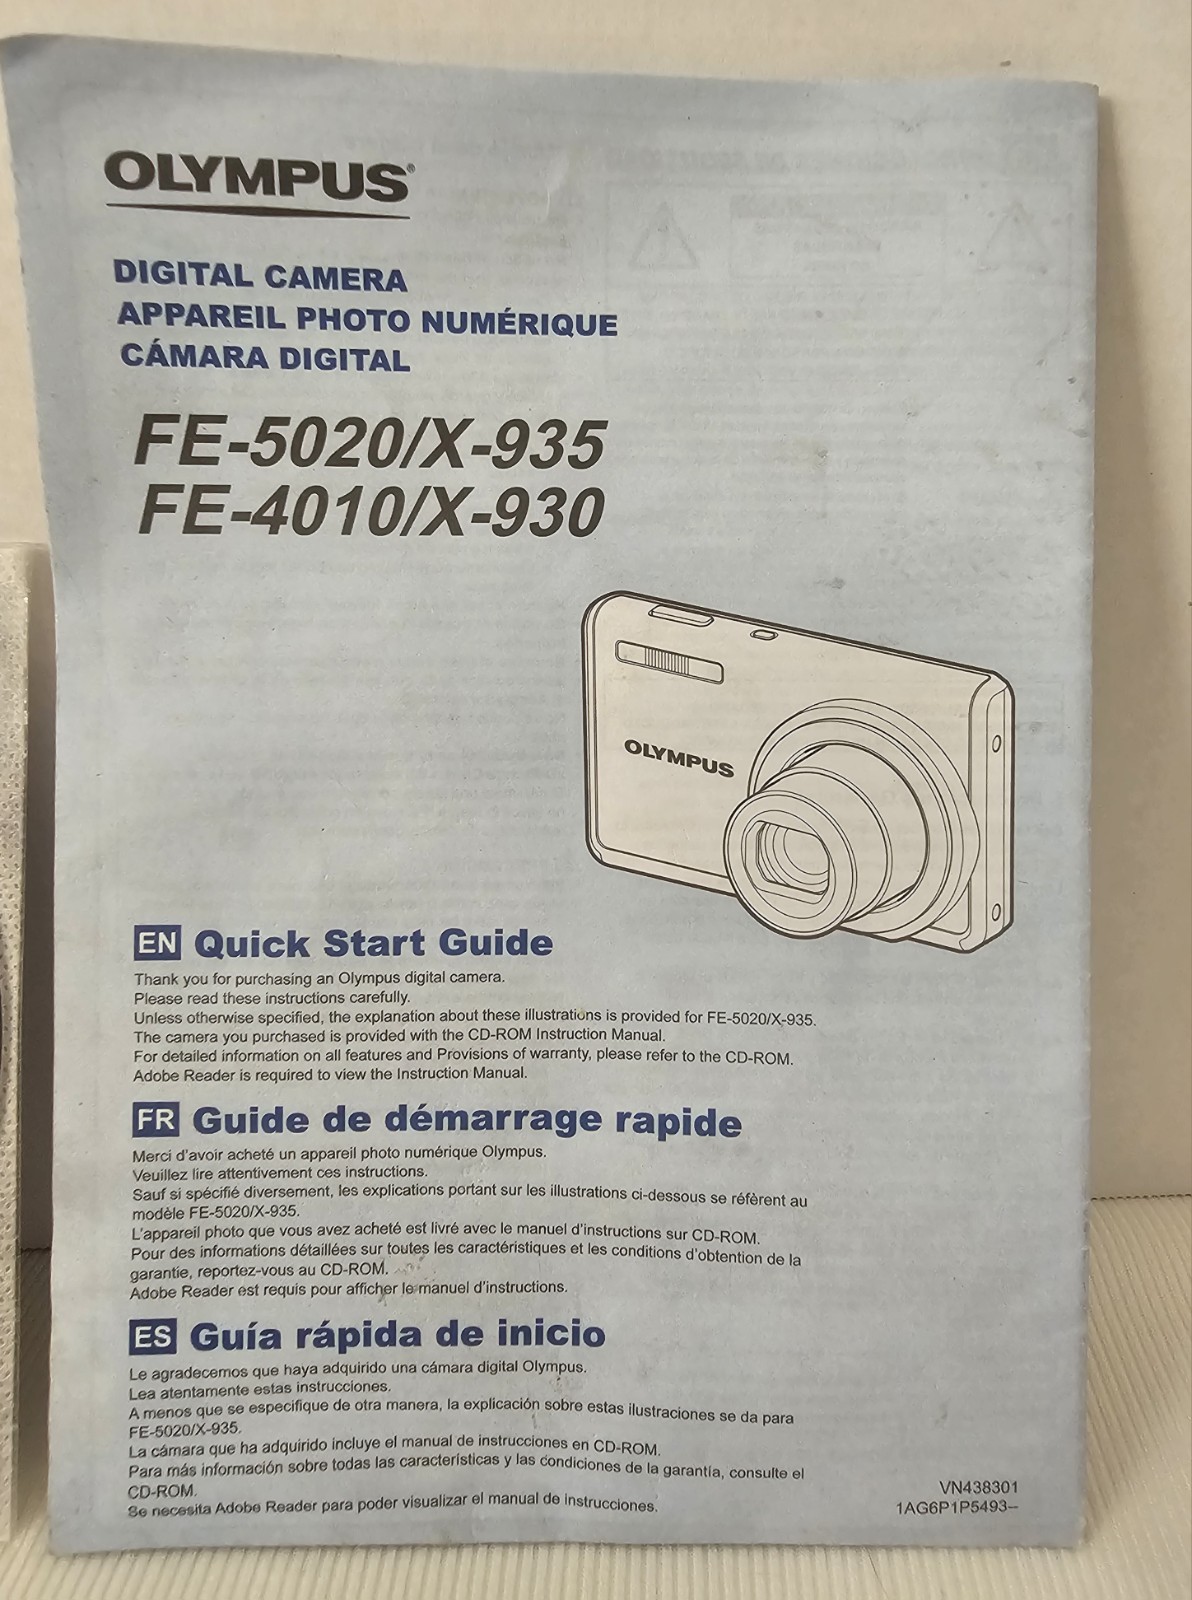 OLYMPUS®
DIGITAL CAMERA
APPAREIL PHOTO NUMÉRIQUE
CÁMARA DIGITAL
FE-5020/X-935
FE-4010/X-930
OLYMPUS
EN Quick Start Guide
Thank you for purchasing an Olympus digital camera.
Please read these instructions carefully.
Unless otherwise specified, the explanation about these illustrations is provided for FE-5020/X-935.
The camera you purchased is provided with the CD-ROM Instruction Manual.
For detailed information on all features and Provisions of warranty, please refer to the CD-ROM.
Adobe Reader is required to view the Instruction Manual.
FR Guide de démarrage rapide
Merci d'avoir acheté un appareil photo numérique Olympus.
Veuillez lire attentivement ces instructions.
Sauf si spécifié diversement, les explications portant sur les illustrations ci-dessous se réfèrent au
modèle FE-5020/X-935.
L'appareil photo que vous avez acheté est livré avec le manuel d'instructions sur CD-ROM.
Pour des informations détaillées sur toutes les caractéristiques et les conditions d'obtention de la
garantie, reportez-vous au CD-ROM.
Adobe Reader est requis pour afficher le manuel d'instructions.
ES Guía rápida de inicio
Le agradecemos que haya adquirido una cámara digital Olympus.
Lea atentamente estas instrucciones.
A menos que se especifique de otra manera, la explicación sobre estas ilustraciones se da para
FE-5020/X-935.
La cámara que ha adquirido incluye el manual de instrucciones en CD-ROM.
Para más información sobre todas las características y las condiciones de la garantía, consulte el
CD-ROM.
Se necesita Adobe Reader para poder visualizar el manual de instrucciones.
VN438301
1AG6P1P5493--